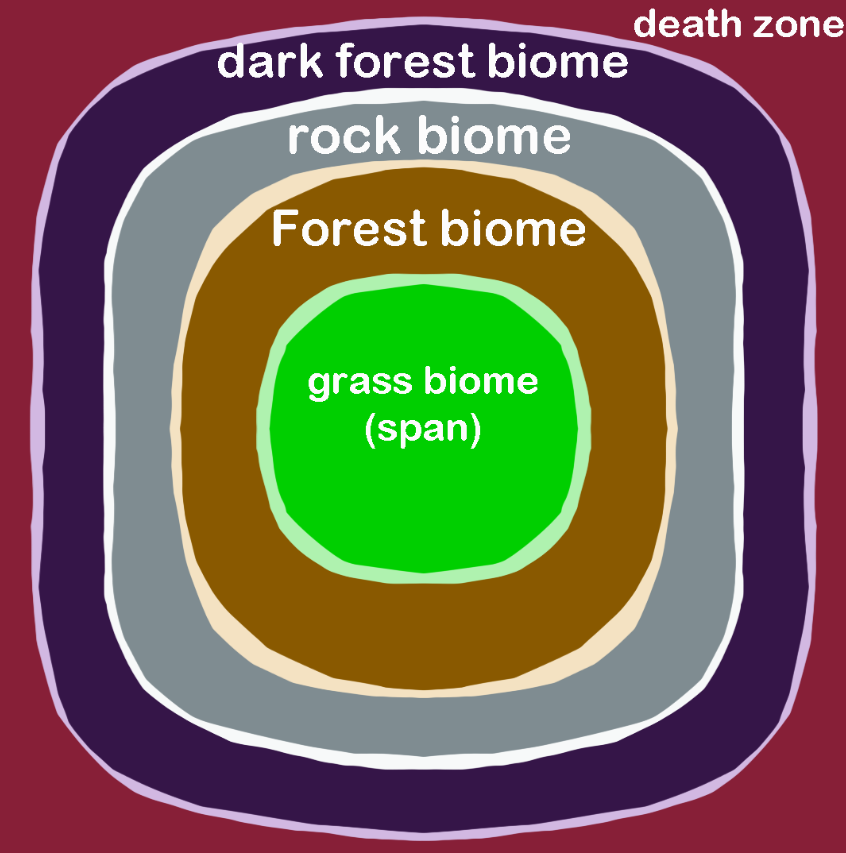 death zone
dark forest biome
rock biome
Forest biome
grass biome
(span)